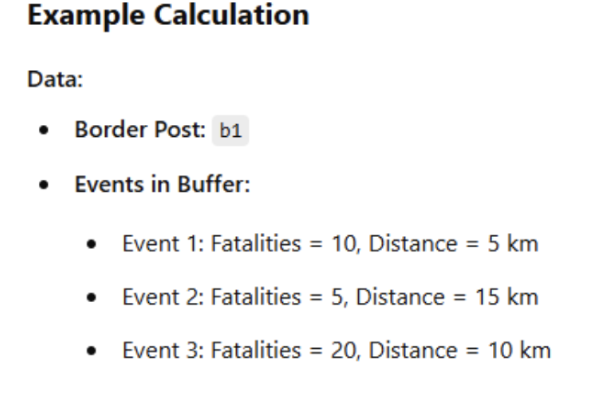 Example Calculation
Data:
• Border Post: b1
• Events in Buffer:
• Event 1: Fatalities = 10, Distance = 5 km
• Event 2: Fatalities = 5, Distance = 15 km
• Event 3: Fatalities = 20, Distance = 10 km